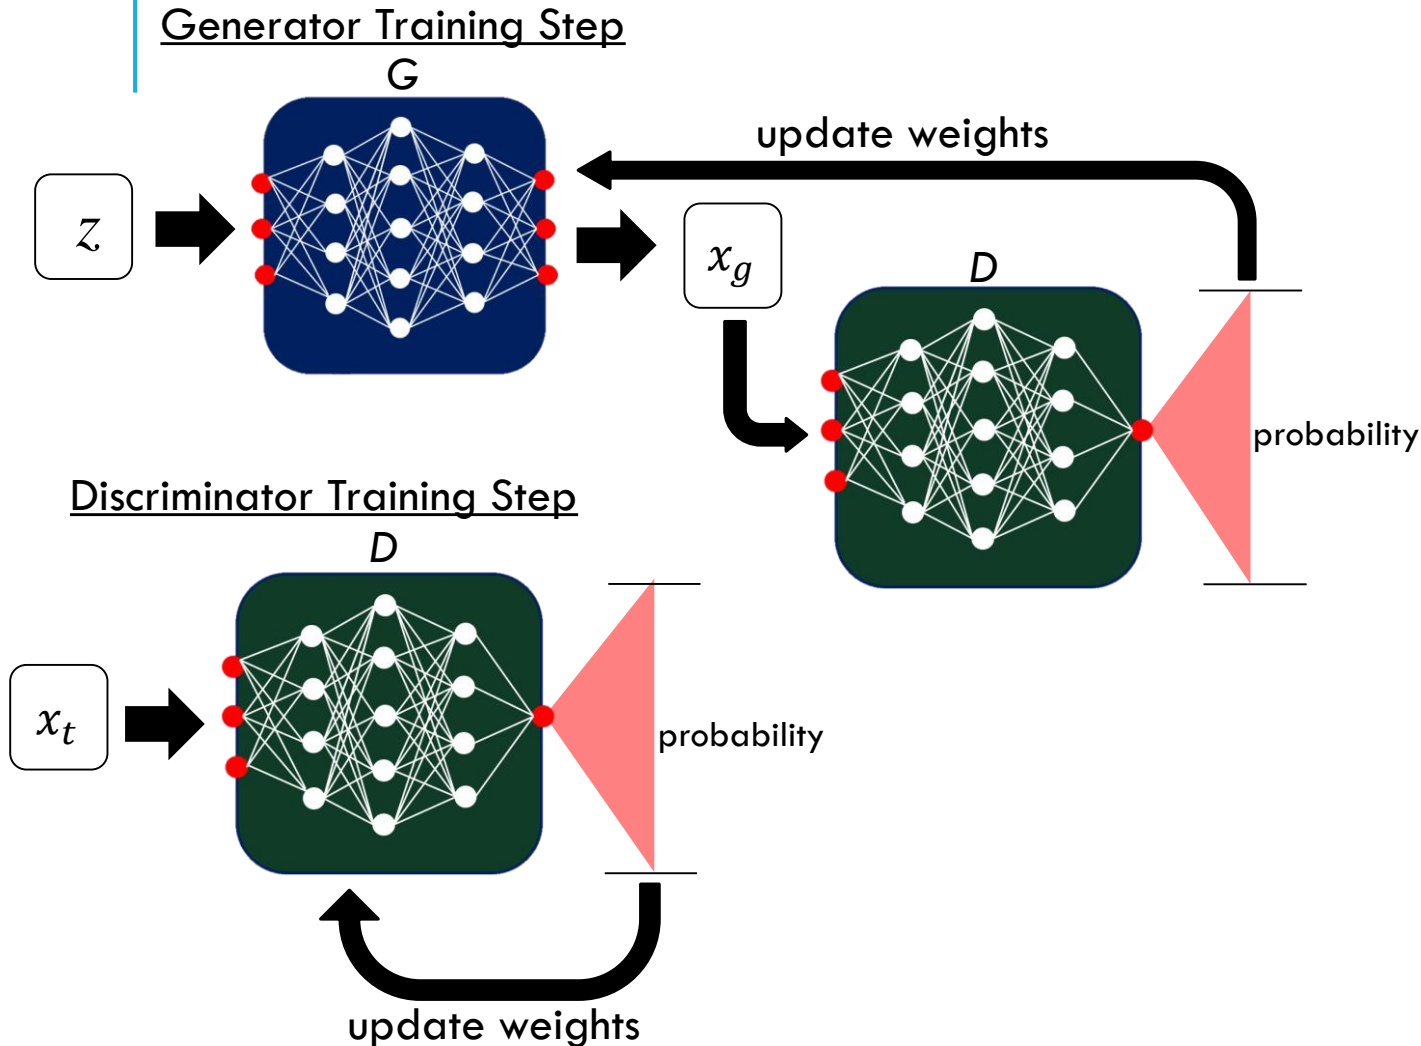 Generator Training Step
G
update weights
z
x_g
D
probability
Discriminator Training Step
D
x_t
probability
update weights